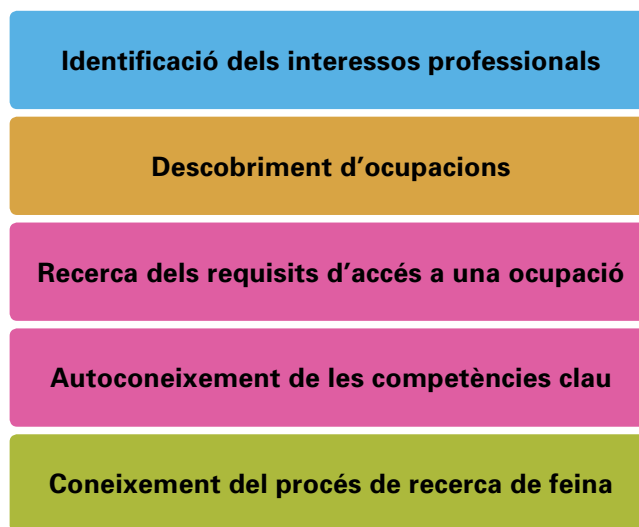 Identificació dels interessos professionals
Descobriment d’ocupacions
Recerca dels requisits d’accés a una ocupació
Autoconeixement de les competències clau
Coneixement del procés de recerca de feina